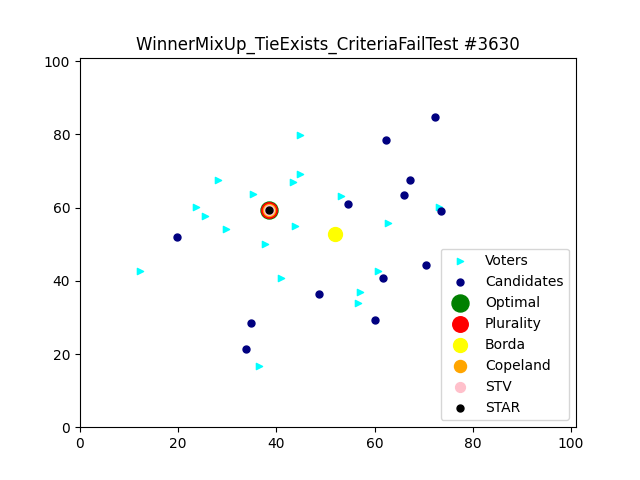 WinnerMixUp_TieExists_CriteriaFailTest #3630
100
80
60
40
20
0
0 20 40 60 80 100
Voters
Candidates
Optimal
Plurality
Borda
Copeland
STV
STAR